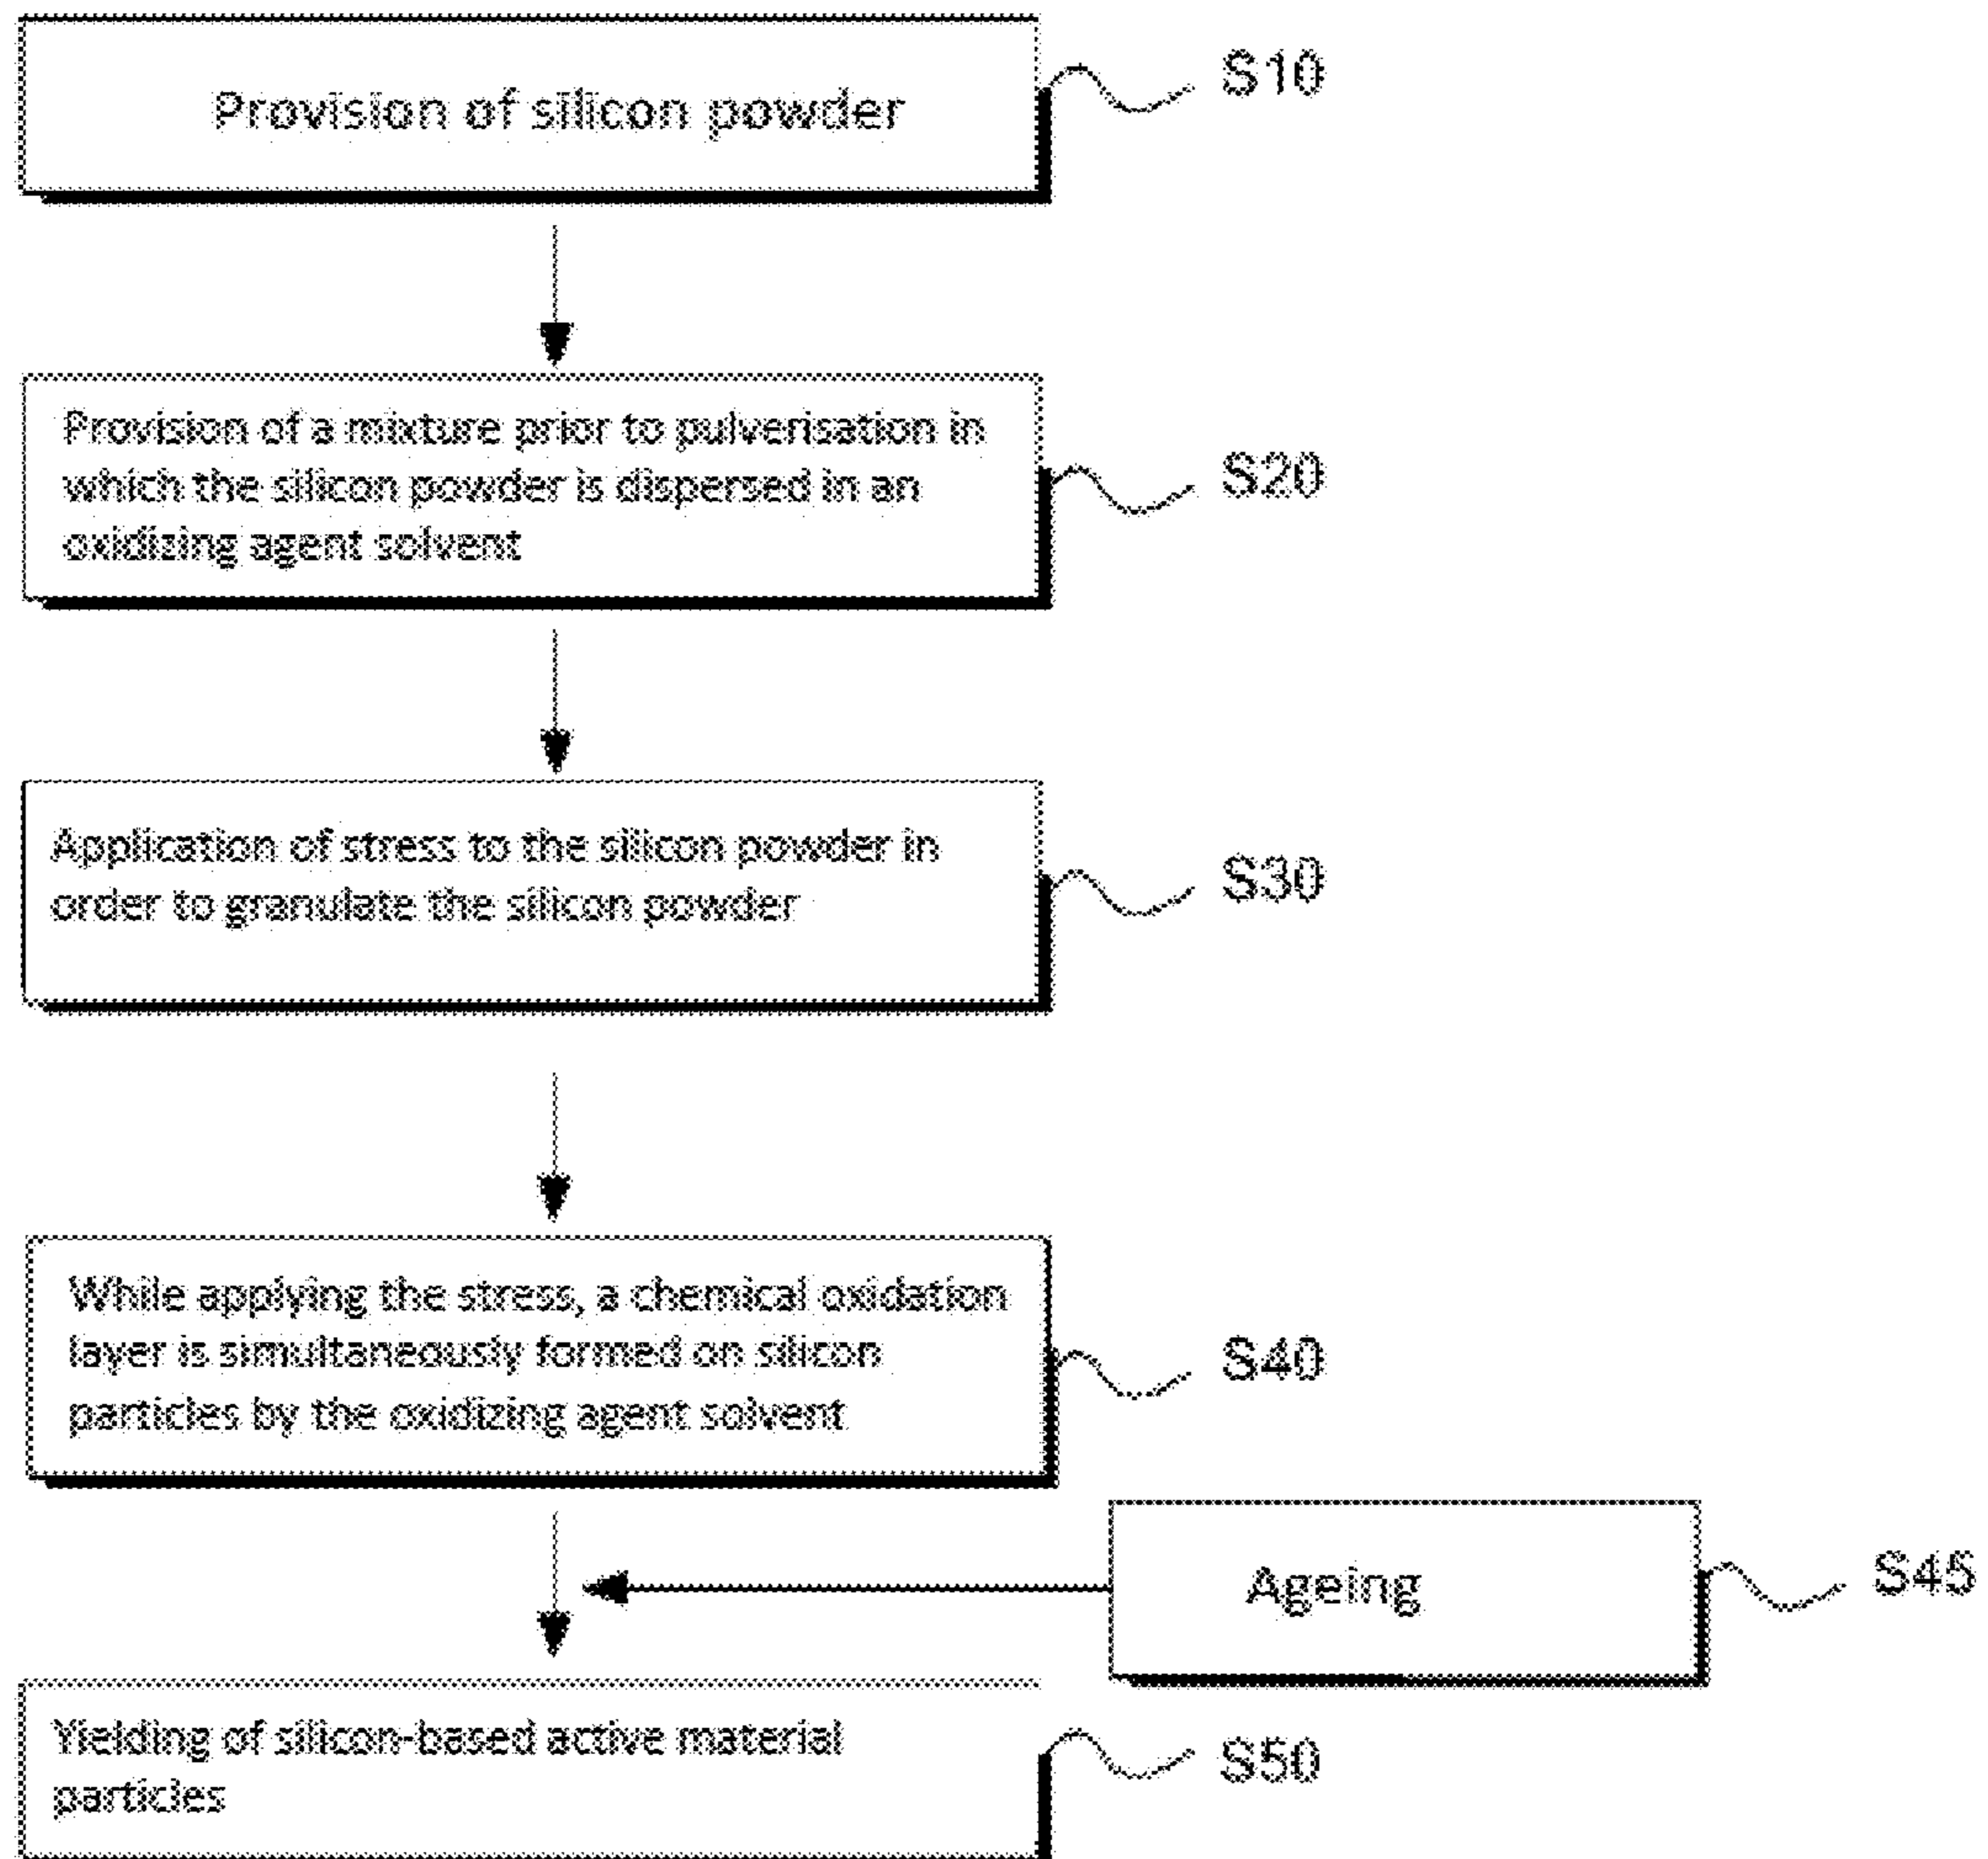 Provision of silicon powder
S10
Provision of a mixture prior to pulverisation in
which the silicon powder is dispersed in an
oxidizing agent solvent
S20
Application of stress to the silicon powder in
order to granulate the silicon powder
S30
While applying the stress, a chemical oxidation
layer is simultaneously formed on silicon
particles by the oxidizing agent solvent
S40
Ageing
S45
Yielding of silicon-based active material
particles
S50